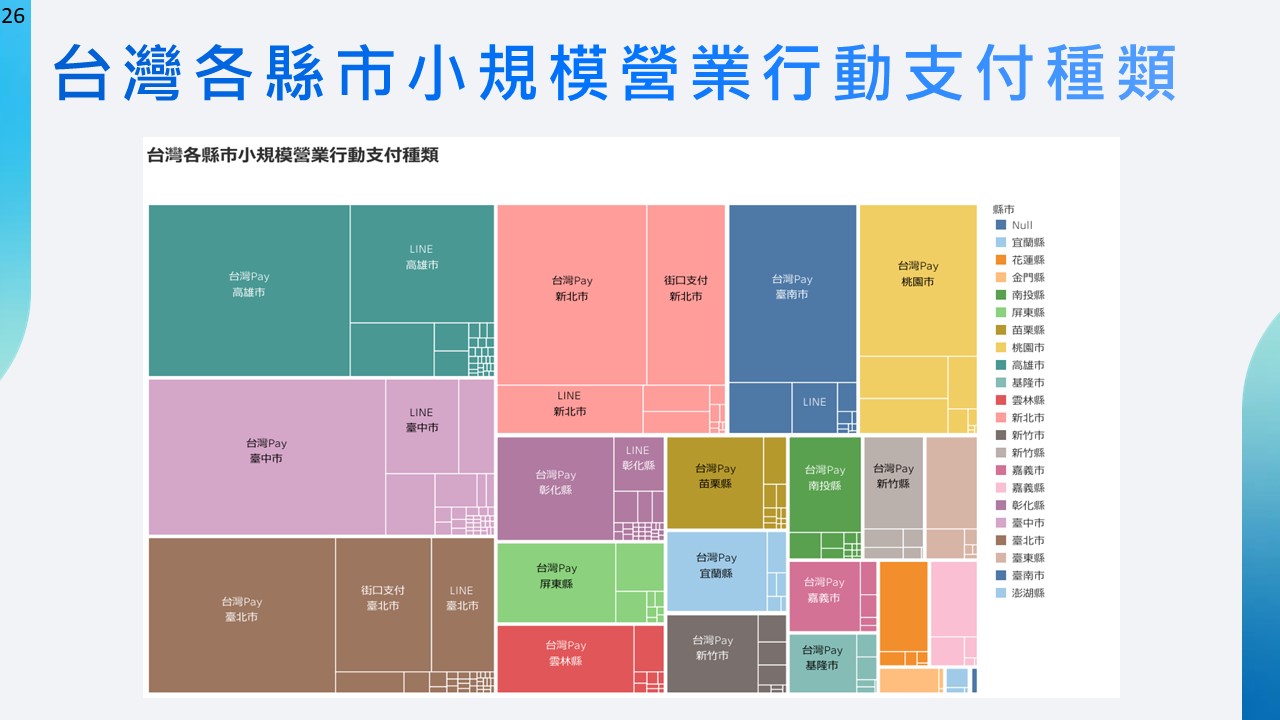 26
台灣各縣市小規模營業行動支付種類
台灣各縣市小規模營業行動支付種類
台灣Pay
高雄市
LINE
高雄市
台灣Pay
新北市
街口支付
新北市
LINE
新北市
台灣Pay
臺南市
LINE
台灣Pay
桃園市
台灣Pay
臺中市
LINE
臺中市
台灣Pay
彰化縣
LINE
彰化縣
台灣Pay
苗栗縣
台灣Pay
南投縣
台灣Pay
新竹縣
台灣Pay
臺北市
街口支付
臺北市
LINE
臺北市
台灣Pay
屏東縣
台灣Pay
宜蘭縣
台灣Pay
嘉義市
台灣Pay
雲林縣
台灣Pay
新竹市
台灣Pay
基隆市
縣市
Null
宜蘭縣
花蓮縣
金門縣
南投縣
屏東縣
苗栗縣
桃園市
高雄市
基隆市
雲林縣
新北市
新竹市
新竹縣
嘉義市
嘉義縣
彰化縣
臺中市
臺北市
臺東縣
臺南市
澎湖縣